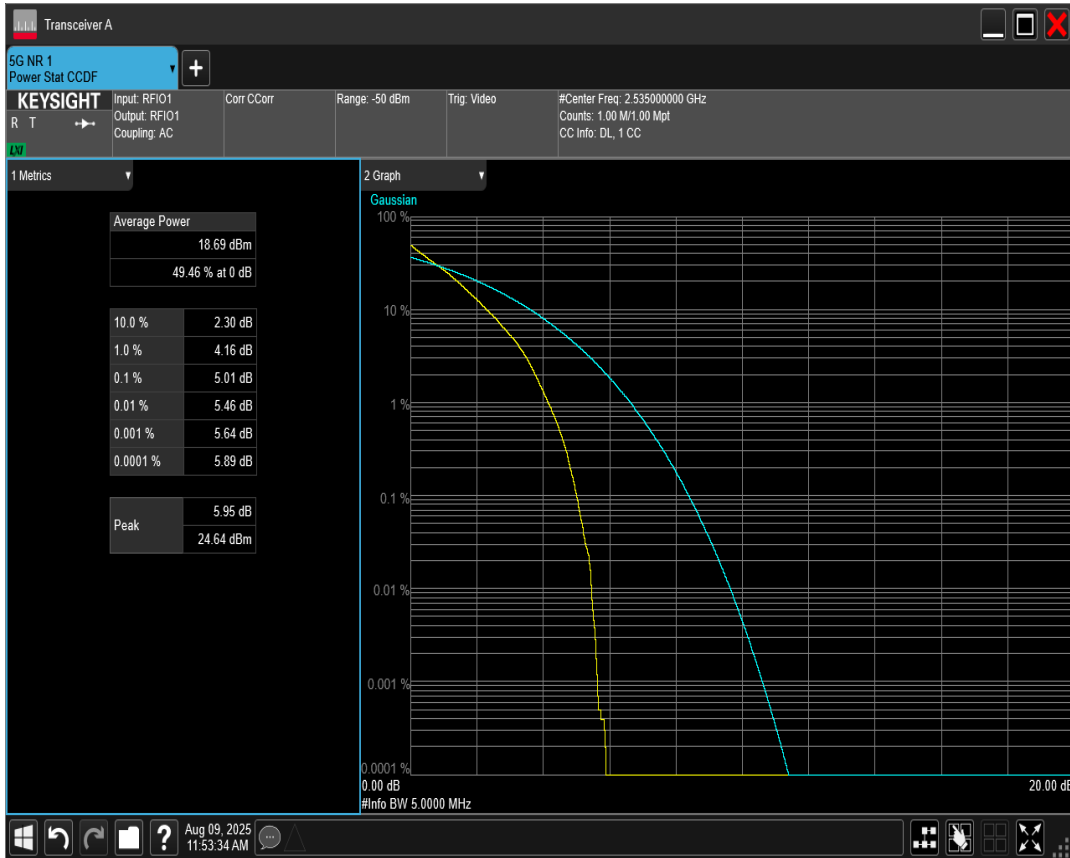 Transceiver A
5G NR 1
Power Stat CCDF
+
KEYSIGHT
R T
LXI
Input: RFIO1
Output: RFIO1
Coupling: AC
Corr CCorr
Range: -50 dBm
Trig: Video
#Center Freq: 2.535000000 GHz
Counts: 1.00 M/1.00 Mpt
CC Info: DL, 1 CC
1 Metrics
Average Power
18.69 dBm
49.46 % at 0 dB
10.0 % 2.30 dB
1.0 % 4.16 dB
0.1 % 5.01 dB
0.01 % 5.46 dB
0.001 % 5.64 dB
0.0001 % 5.89 dB
Peak
5.95 dB
24.64 dBm
2 Graph
Gaussian
100 %
10 %
1 %
0.1 %
0.01 %
0.001 %
0.0001 %
0.00 dB 20.00 dB
#Info BW 5.0000 MHz
?
Aug 09, 2025
11:53:34 AM